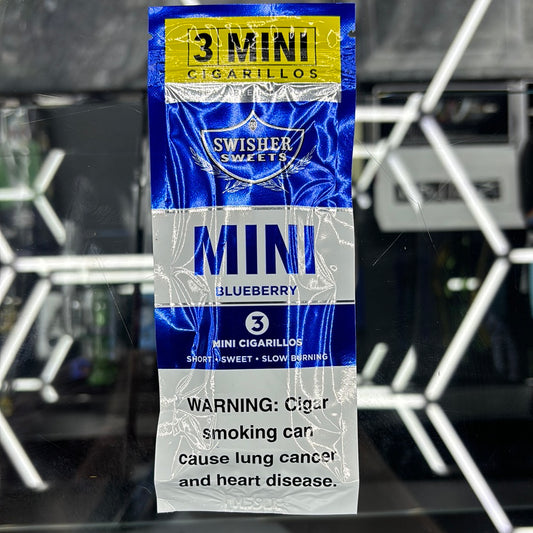 3 MINI
CIGARILLOS
SWISHER
SWEETS
MINI
BLUEBERRY
3
MINI CIGARILLOS
SHORT • SWEET • SLOW BURNING
WARNING: Cigar
smoking can
cause lung cancer
and heart disease.